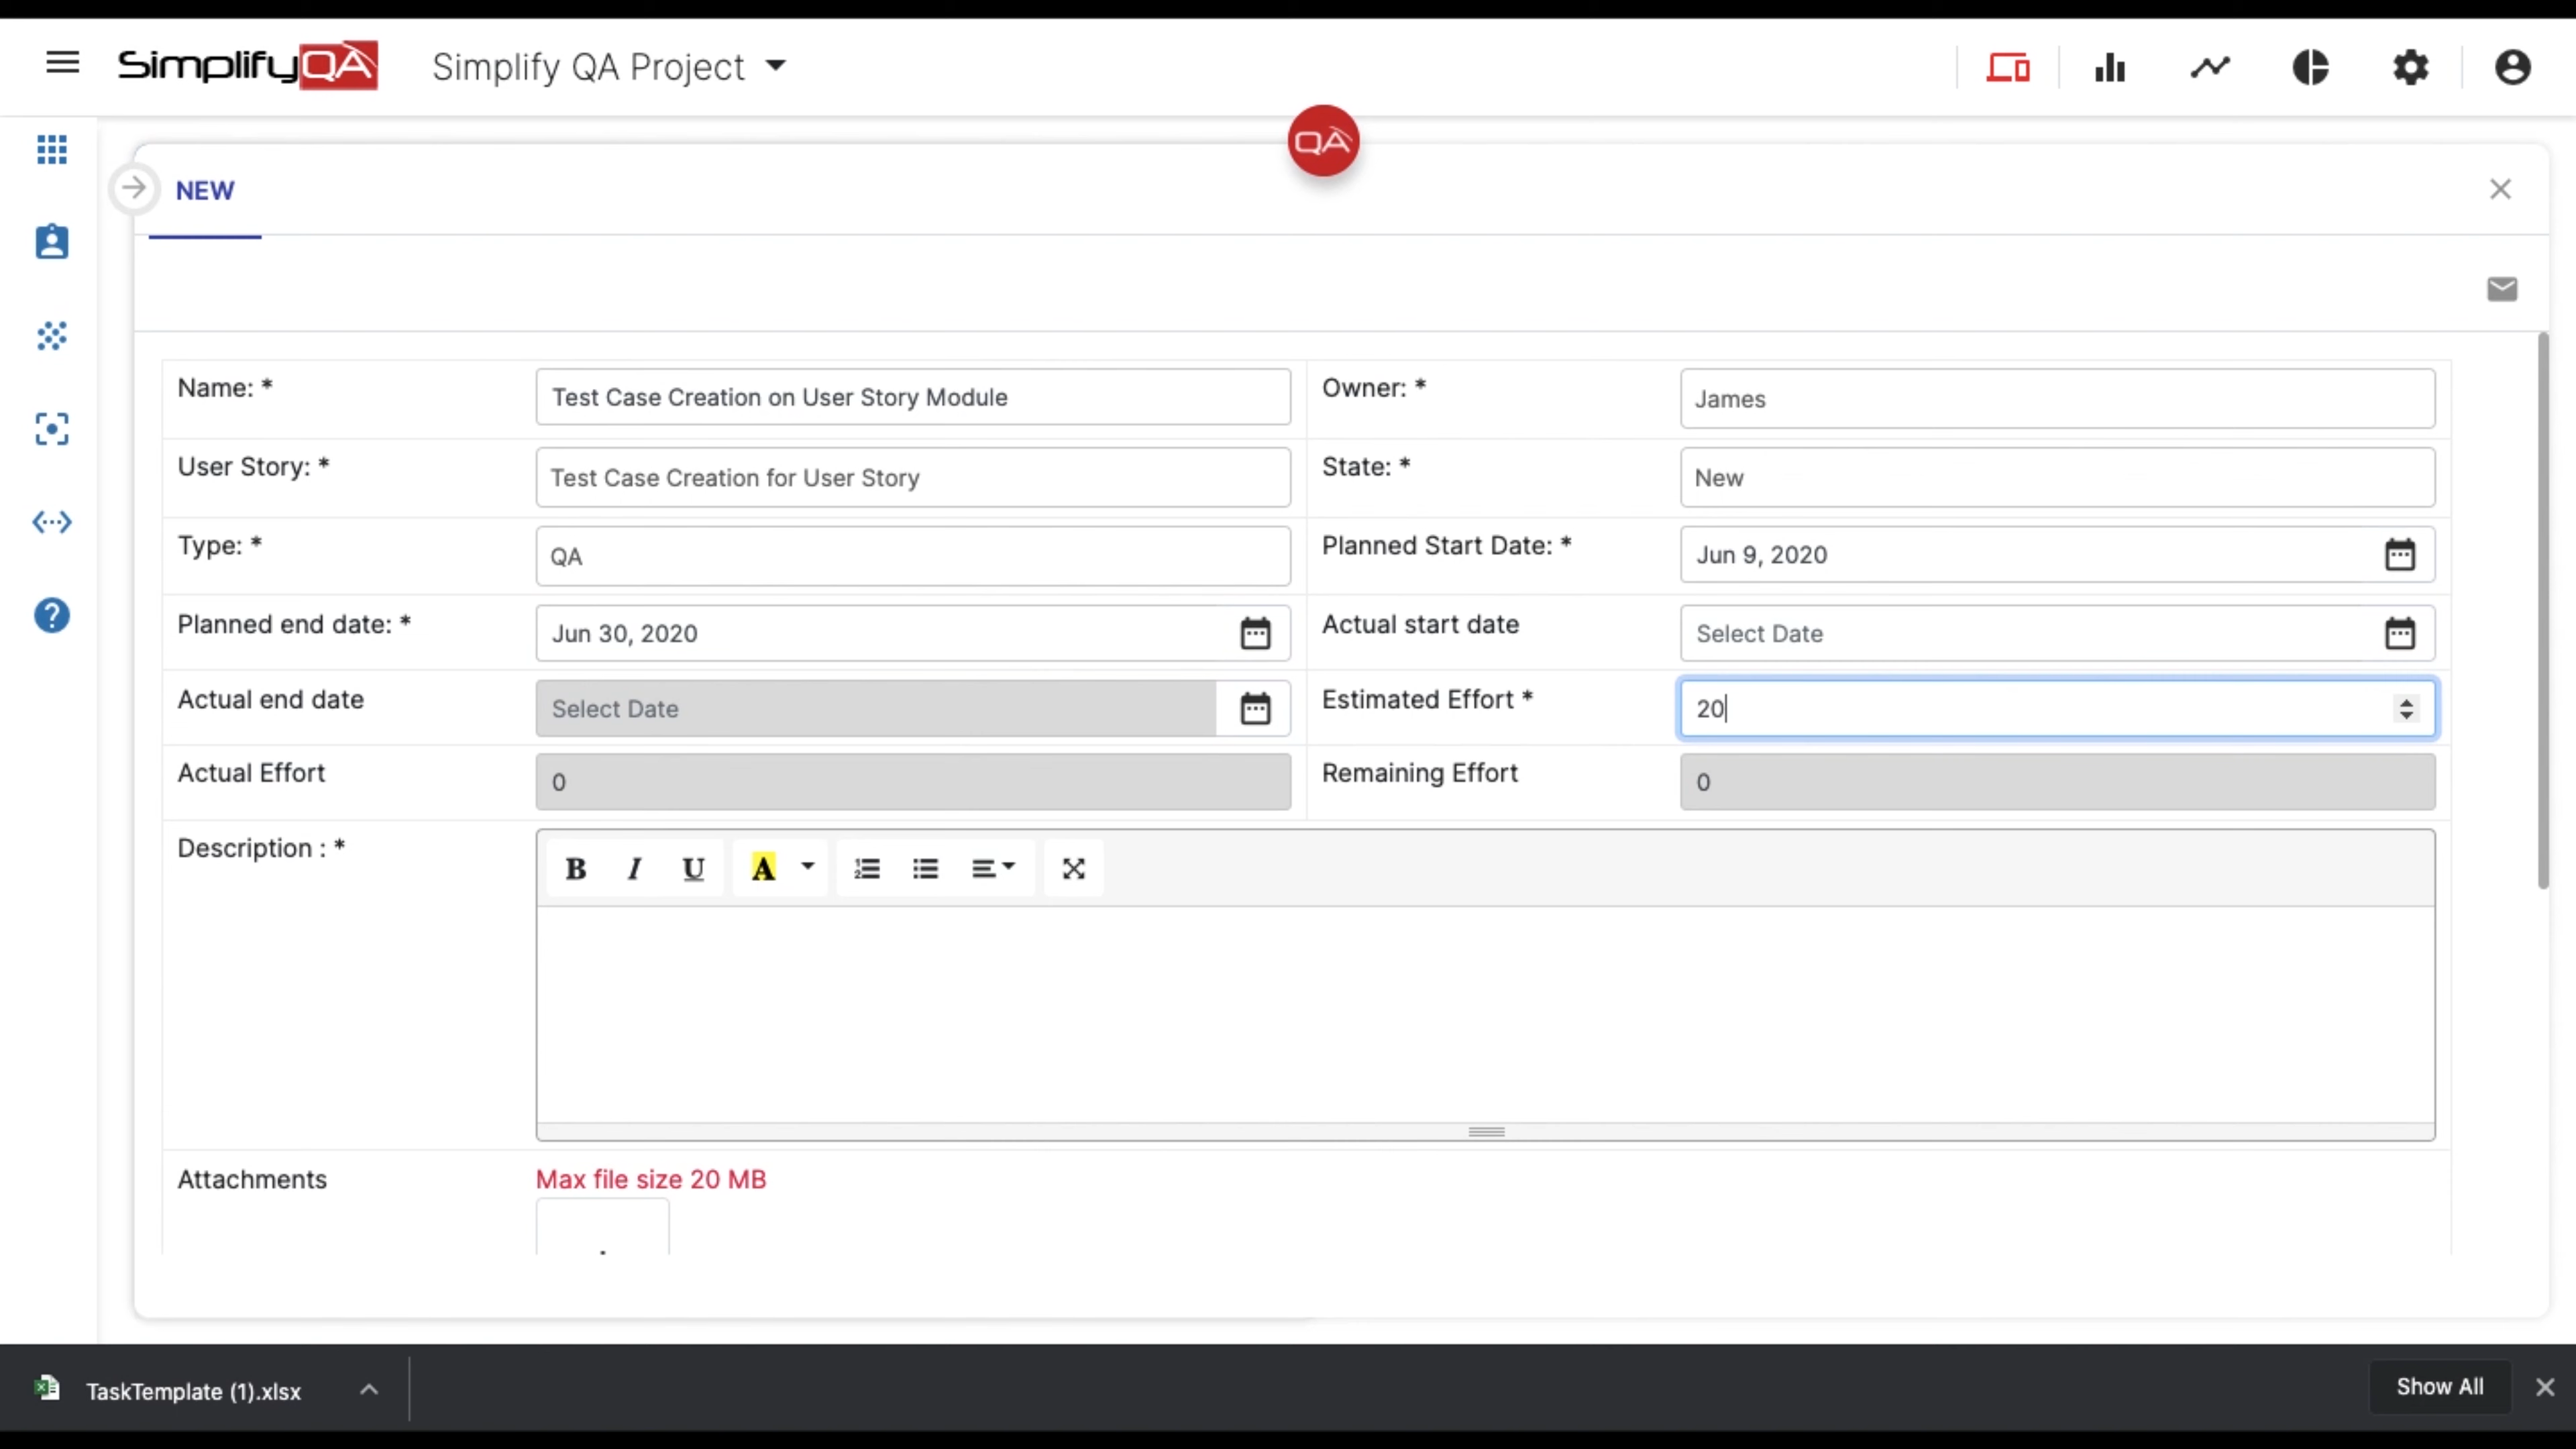 SimplifyQA
Simplify QA Project
QA
NEW
Name: *
Test Case Creation on User Story Module
Owner: *
James
User Story: *
Test Case Creation for User Story
State: *
New
Type: *
QA
Planned Start Date: *
Jun 9, 2020
Planned end date: *
Jun 30, 2020
Actual start date
Select Date
Actual end date
Select Date
Estimated Effort *
20
Actual Effort
0
Remaining Effort
0
Description : *
B I U A
Attachments
Max file size 20 MB
TaskTemplate (1).xlsx
Show All